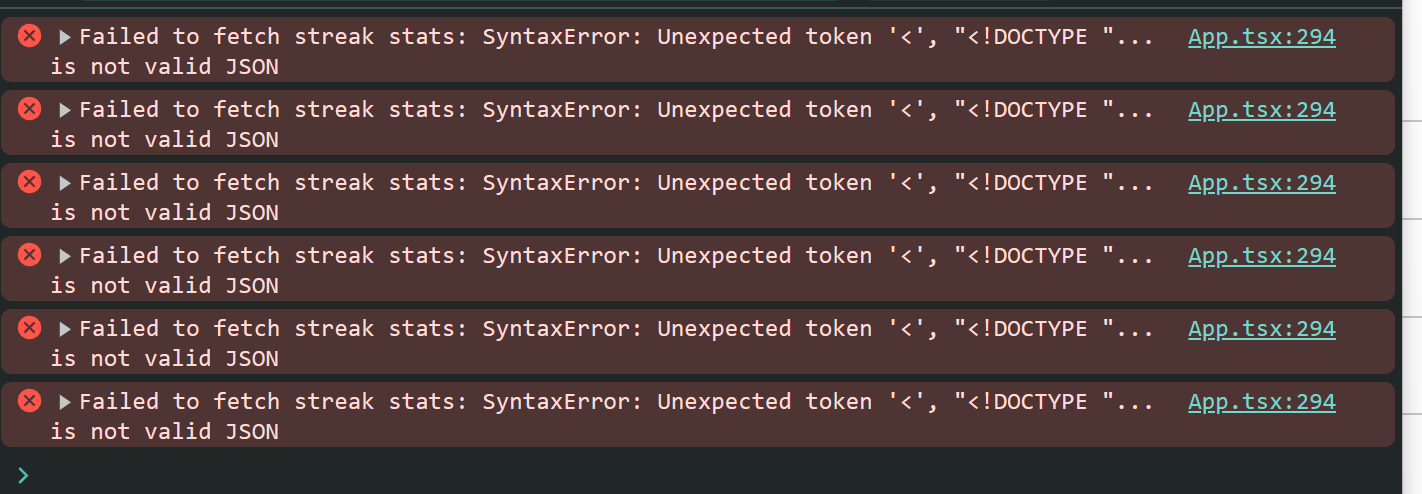 Failed to fetch streak stats: SyntaxError: Unexpected token '<', "<!DOCTYPE "... App.tsx:294
is not valid JSON
Failed to fetch streak stats: SyntaxError: Unexpected token '<', "<!DOCTYPE "... App.tsx:294
is not valid JSON
Failed to fetch streak stats: SyntaxError: Unexpected token '<', "<!DOCTYPE "... App.tsx:294
is not valid JSON
Failed to fetch streak stats: SyntaxError: Unexpected token '<', "<!DOCTYPE "... App.tsx:294
is not valid JSON
Failed to fetch streak stats: SyntaxError: Unexpected token '<', "<!DOCTYPE "... App.tsx:294
is not valid JSON
Failed to fetch streak stats: SyntaxError: Unexpected token '<', "<!DOCTYPE "... App.tsx:294
is not valid JSON